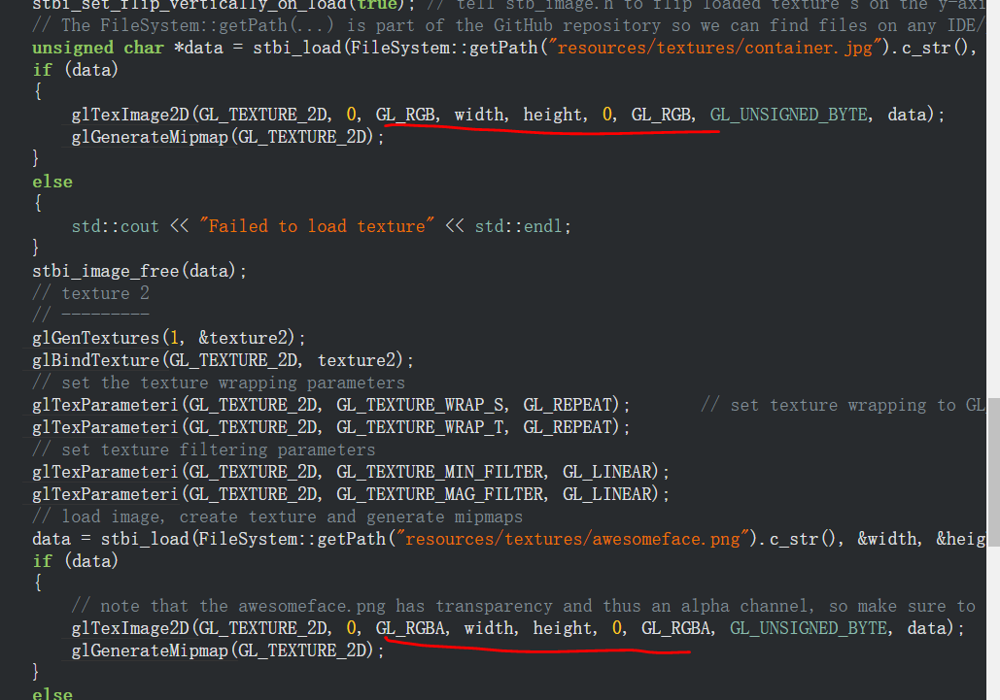 stbi_set_flip_vertically_on_load(true); // tell stb_image.h to flip loaded texture's on the y-axi
// The FileSystem::getPath(...) is part of the GitHub repository so we can find files on any IDE/
unsigned char *data = stbi_load(FileSystem::getPath("resources/textures/container.jpg").c_str(),
if (data)
{
glTexImage2D(GL_TEXTURE_2D, 0, GL_RGB, width, height, 0, GL_RGB, GL_UNSIGNED_BYTE, data);
glGenerateMipmap(GL_TEXTURE_2D);
}
else
{
std::cout << "Failed to load texture" << std::endl;
}
stbi_image_free(data);
// texture 2
// ---------
glGenTextures(1, &texture2);
glBindTexture(GL_TEXTURE_2D, texture2);
// set the texture wrapping parameters
glTexParameteri(GL_TEXTURE_2D, GL_TEXTURE_WRAP_S, GL_REPEAT); // set texture wrapping to GL
glTexParameteri(GL_TEXTURE_2D, GL_TEXTURE_WRAP_T, GL_REPEAT);
// set texture filtering parameters
glTexParameteri(GL_TEXTURE_2D, GL_TEXTURE_MIN_FILTER, GL_LINEAR);
glTexParameteri(GL_TEXTURE_2D, GL_TEXTURE_MAG_FILTER, GL_LINEAR);
// load image, create texture and generate mipmaps
data = stbi_load(FileSystem::getPath("resources/textures/awesomeface.png").c_str(), &width, &heig
if (data)
{
// note that the awesomeface.png has transparency and thus an alpha channel, so make sure to
glTexImage2D(GL_TEXTURE_2D, 0, GL_RGBA, width, height, 0, GL_RGBA, GL_UNSIGNED_BYTE, data);
glGenerateMipmap(GL_TEXTURE_2D);
}
else